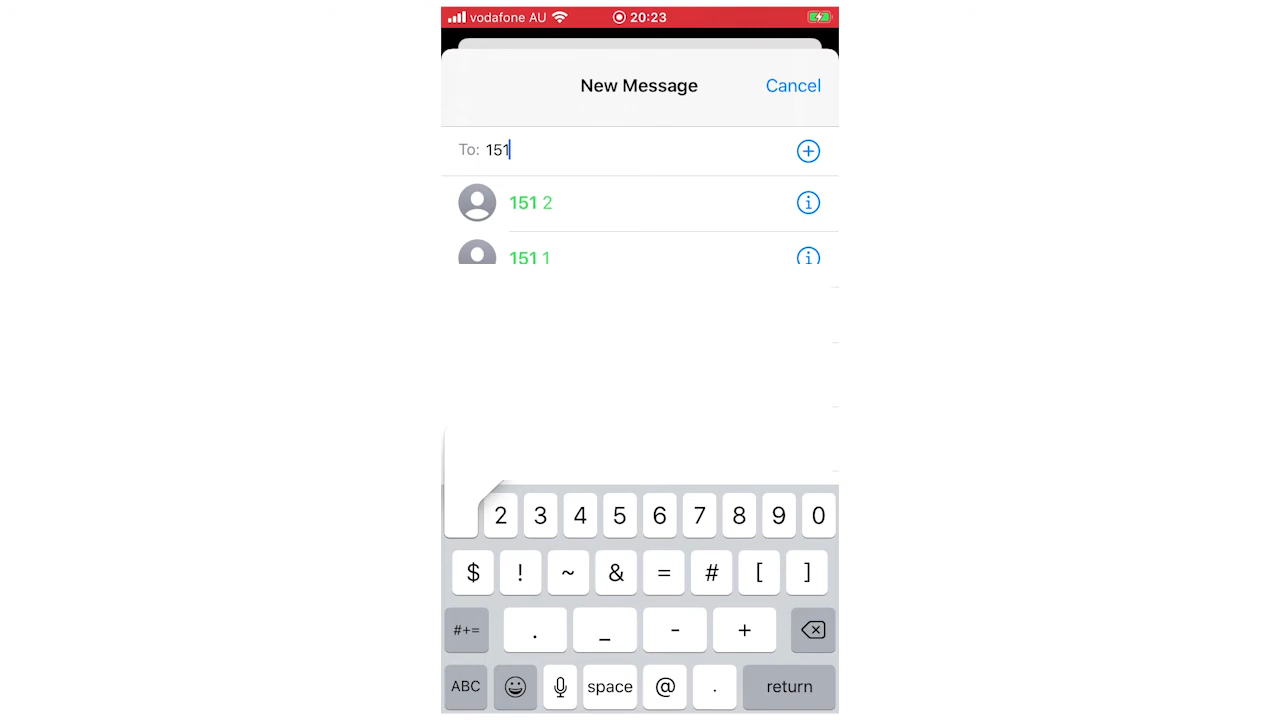 vodafone AU 20:23
New Message Cancel
To: 151
151 2
151 1
2 3 4 5 6 7 8 9 0
$ ! ~ & = # [ ]
#+= . _ - +
ABC space @ . return